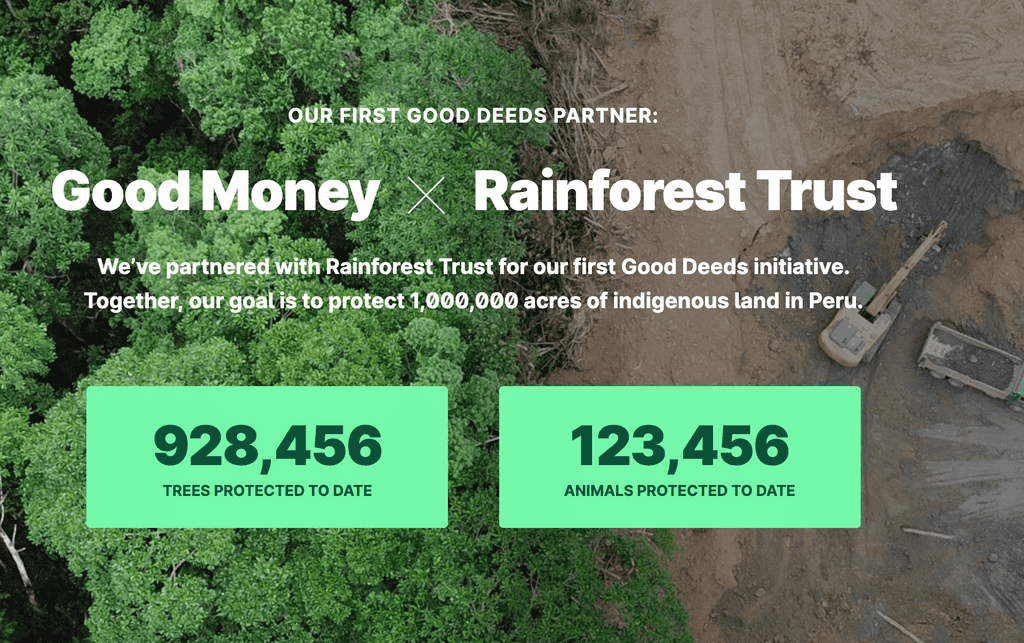 OUR FIRST GOOD DEEDS PARTNER:
Good Money × Rainforest Trust
We’ve partnered with Rainforest Trust for our first Good Deeds initiative.
Together, our goal is to protect 1,000,000 acres of indigenous land in Peru.
928,456
TREES PROTECTED TO DATE
123,456
ANIMALS PROTECTED TO DATE